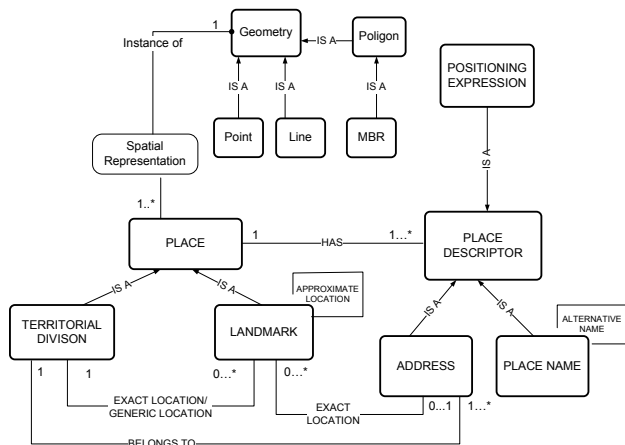 1
Geometry
IS A
Poligon
Instance of
IS A
IS A
IS A
POSITIONING
EXPRESSION
Point
Line
MBR
Spatial
Representation
IS A
1..*
PLACE
1
HAS
1...*
PLACE
DESCRIPTOR
IS A
IS A
APPROXIMATE
LOCATION
IS A
IS A
TERRITORIAL
DIVISON
LANDMARK
ALTERNATIVE
NAME
ADDRESS
PLACE NAME
1
1
0...*
0...*
0...1
1...*
EXACT LOCATION/
GENERIC LOCATION
EXACT
LOCATION
BELONGS TO